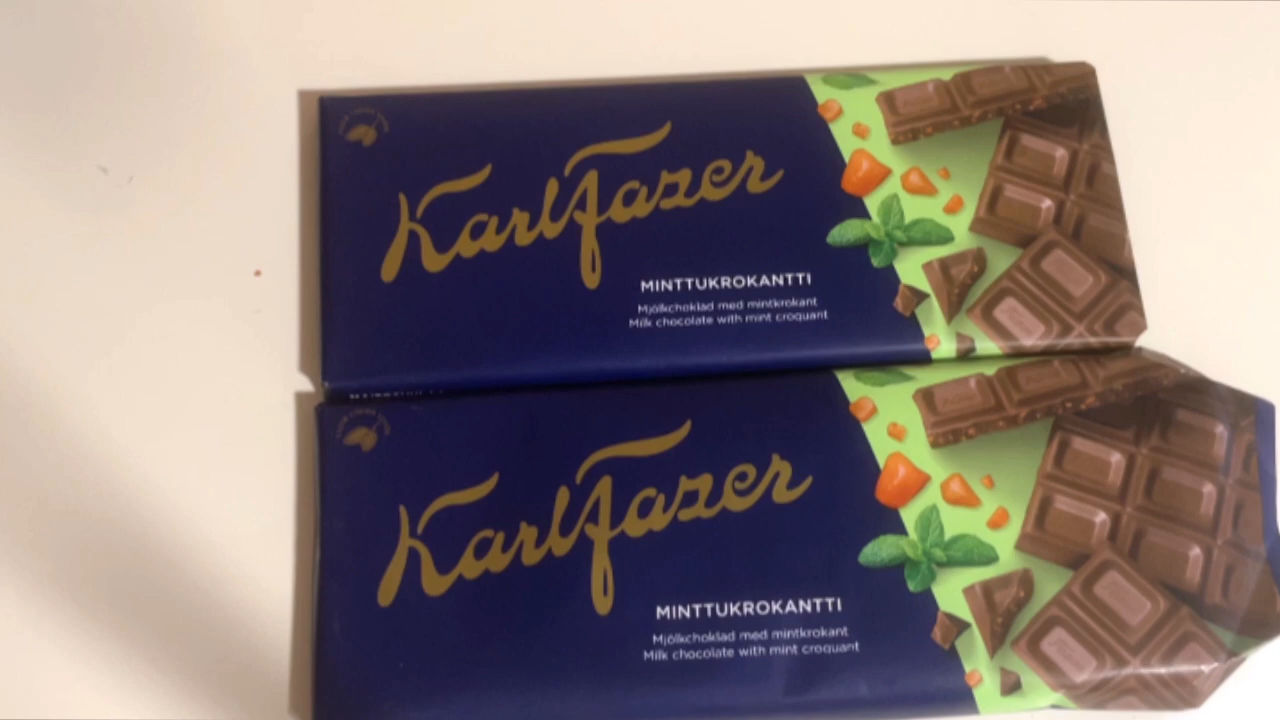 Karl Fazer
MINTTUKROKANTTI
Mjölkchoklad med mintkrokant
Milk chocolate with mint croquant
Karl Fazer
MINTTUKROKANTTI
Mjölkchoklad med mintkrokant
Milk chocolate with mint croquant